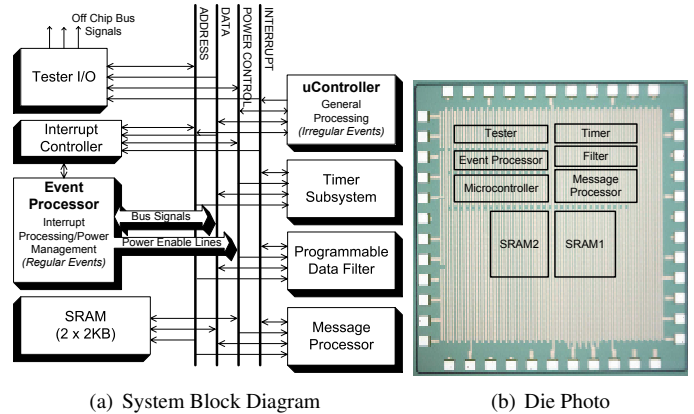 Off Chip Bus
Signals
ADDRESS
DATA
POWER CONTROL
INTERRUPT
Tester I/O
uController
General
Processing
(Irregular Events)
Interrupt
Controller
Event
Processor
Interrupt
Processing/Power
Management
(Regular Events)
Bus Signals
Power Enable Lines
Timer
Subsystem
Programmable
Data Filter
SRAM
(2 x 2KB)
Message
Processor
(a) System Block Diagram
Tester
Timer
Event Processor
Filter
Microcontroller
Message
Processor
SRAM2
SRAM1
(b) Die Photo